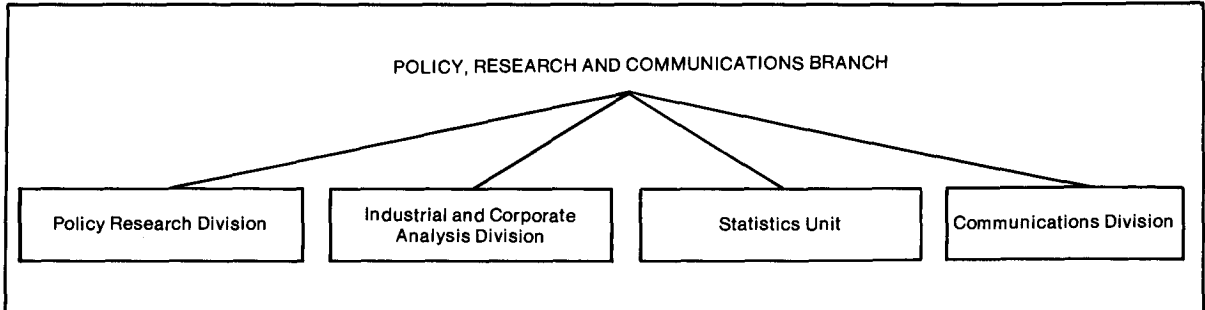 POLICY, RESEARCH AND COMMUNICATIONS BRANCH
Policy Research Division
Industrial and Corporate
Analysis Division
Statistics Unit
Communications Division